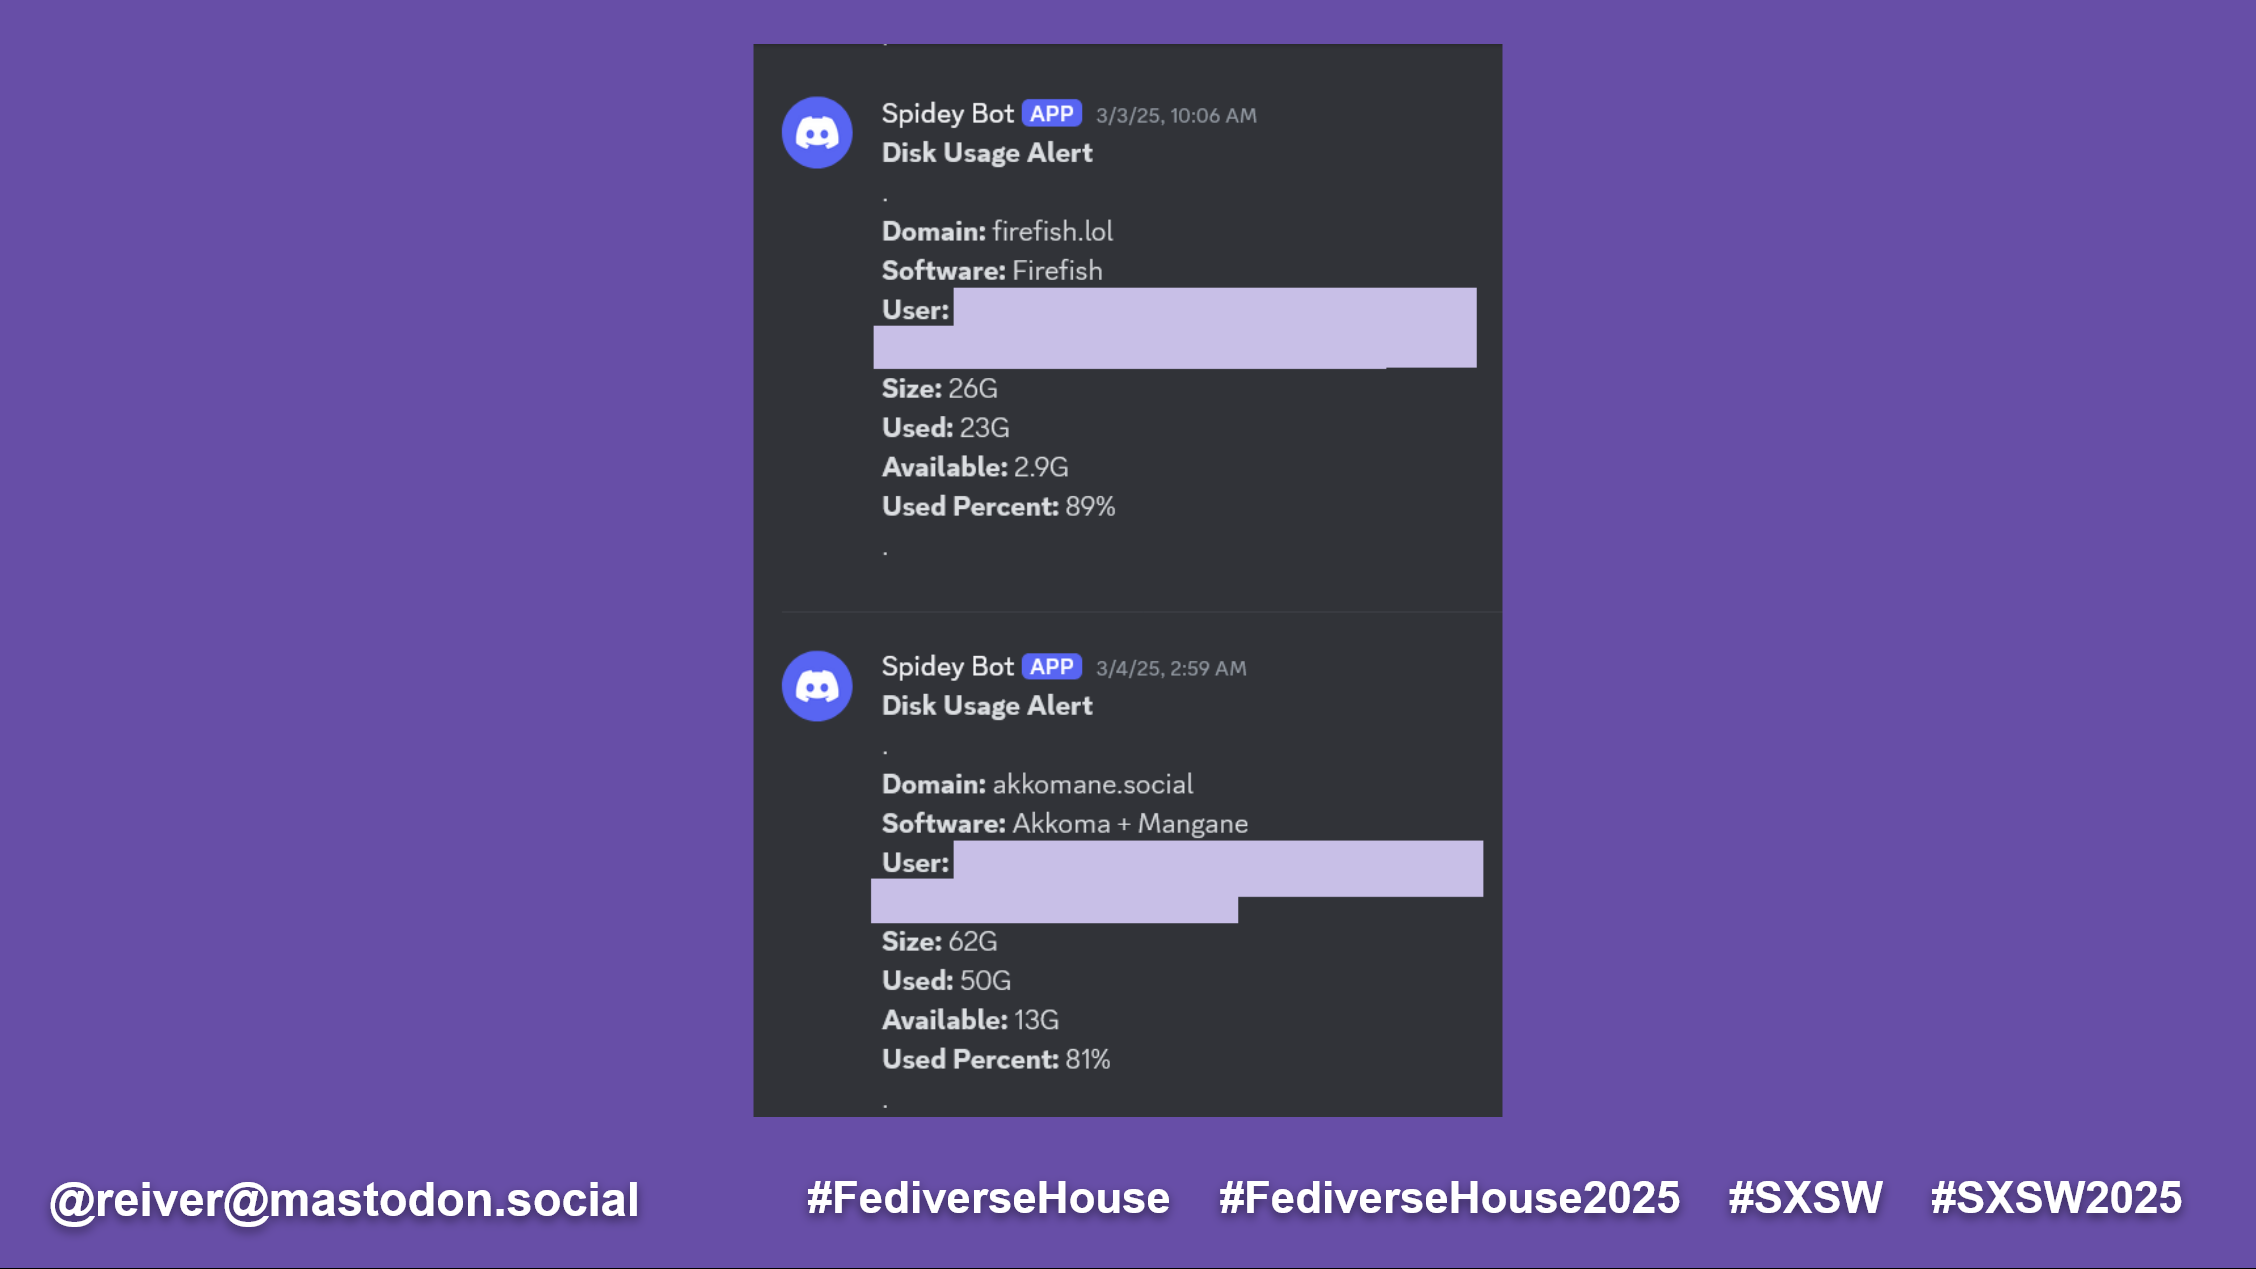 Spidey Bot APP 3/3/25, 10:06 AM
Disk Usage Alert
.
Domain: firefish.lol
Software: Firefish
User:
Size: 26G
Used: 23G
Available: 2.9G
Used Percent: 89%
.
Spidey Bot APP 3/4/25, 2:59 AM
Disk Usage Alert
.
Domain: akkomane.social
Software: Akkoma + Mangane
User:
Size: 62G
Used: 50G
Available: 13G
Used Percent: 81%
.
@reiver@mastodon.social #FediverseHouse #FediverseHouse2025 #SXSW #SXSW2025